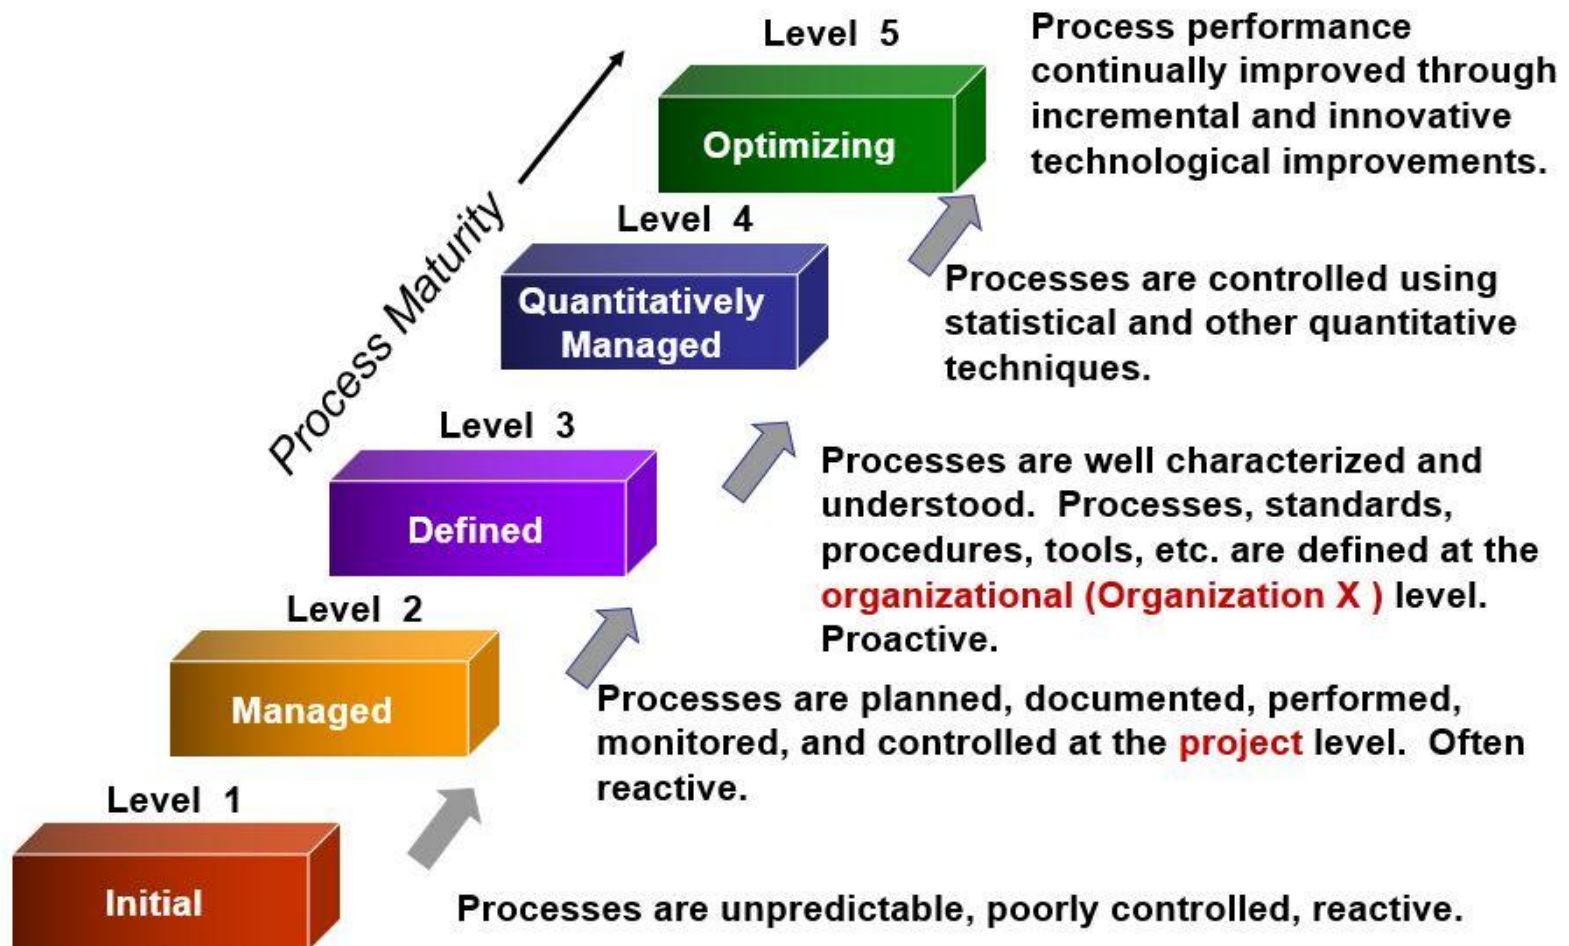 Level 5
Optimizing
Process performance
continually improved through
incremental and innovative
technological improvements.
Process Maturity
Level 4
Quantitatively
Managed
Processes are controlled using
statistical and other quantitative
techniques.
Level 3
Defined
Processes are well characterized and
understood. Processes, standards,
procedures, tools, etc. are defined at the
organizational (Organization X ) level.
Proactive.
Level 2
Managed
Processes are planned, documented, performed,
monitored, and controlled at the project level. Often
reactive.
Level 1
Initial
Processes are unpredictable, poorly controlled, reactive.